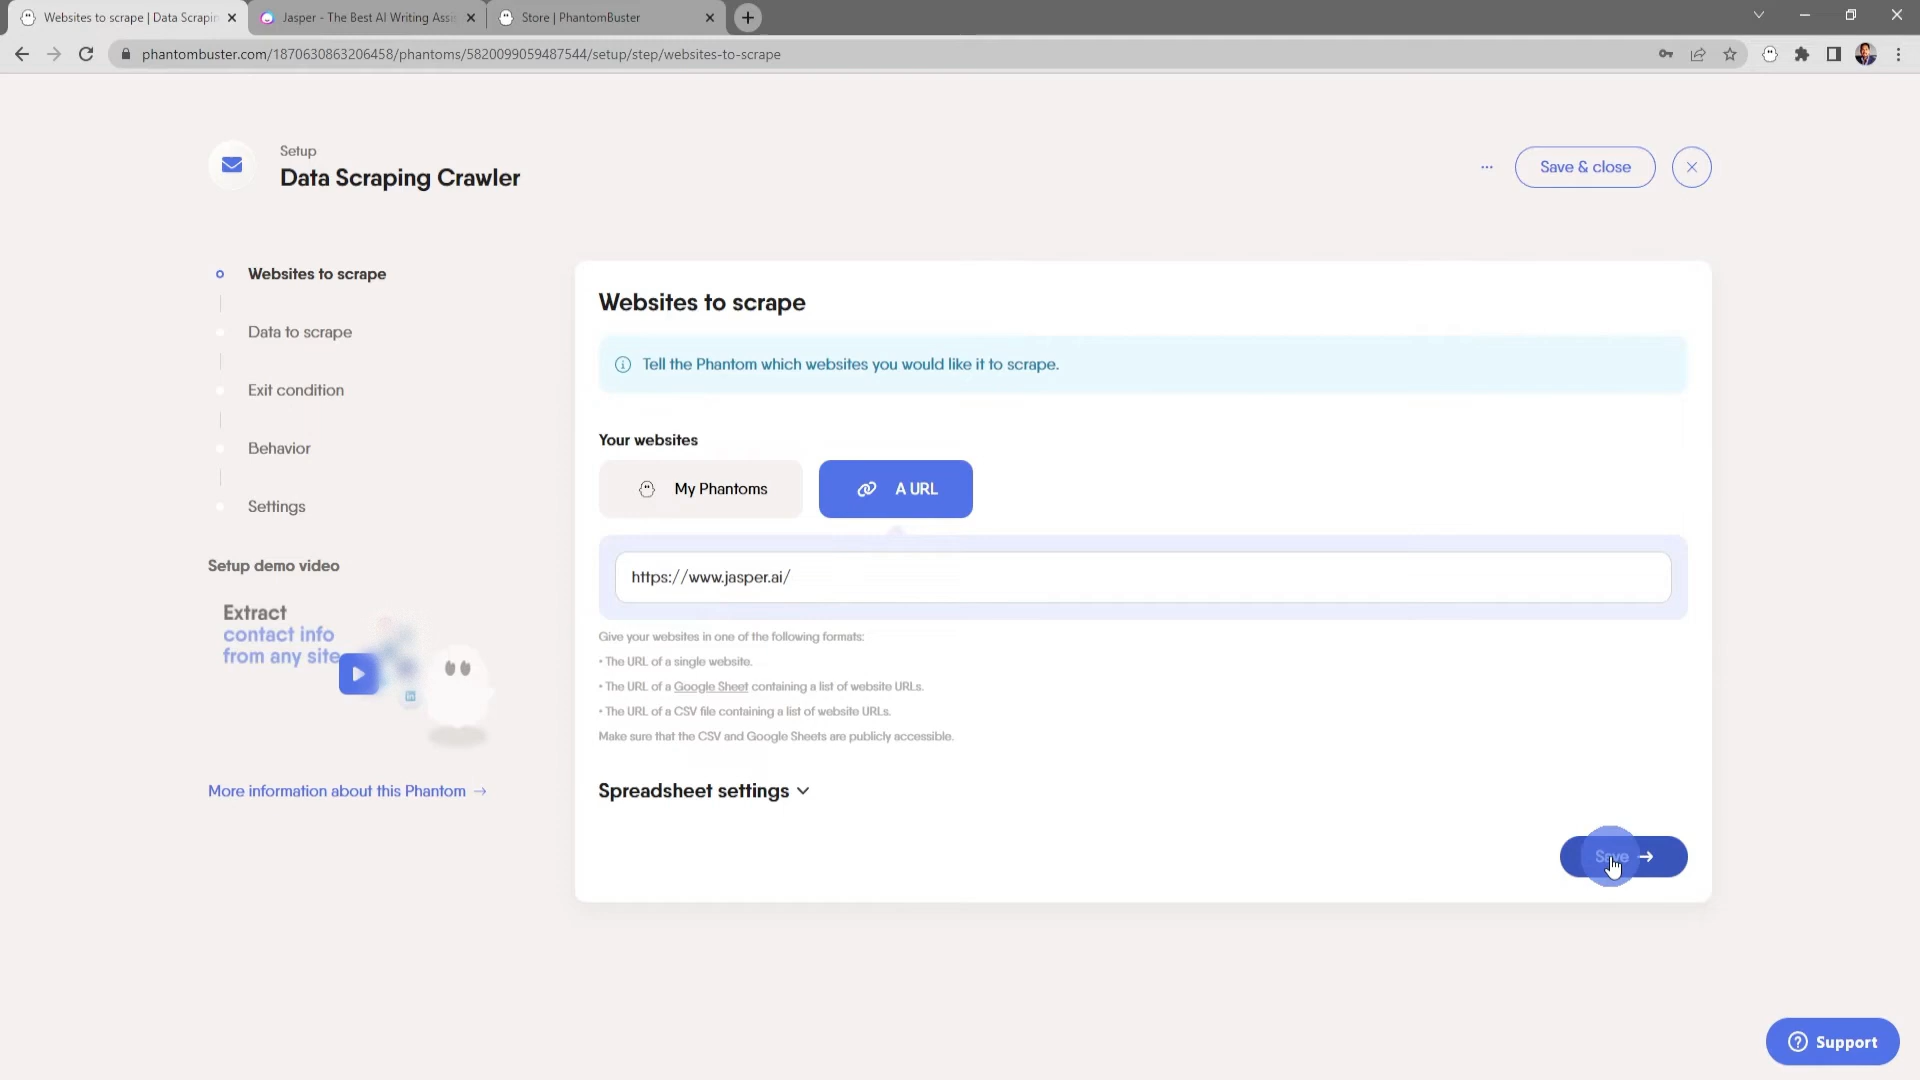 Websites to scrape | Data Scrapin
Jasper - The Best AI Writing Assis
Store | PhantomBuster
phantombuster.com/1870630863206458/phantoms/5820099059487544/setup/step/websites-to-scrape
Setup
Data Scraping Crawler
Save & close
Websites to scrape
Data to scrape
Exit condition
Behavior
Settings
Setup demo video
Extract
contact info
from any site
in
More information about this Phantom →
Websites to scrape
Tell the Phantom which websites you would like it to scrape.
Your websites
My Phantoms
A URL
https://www.jasper.ai/
Give your websites in one of the following formats:
• The URL of a single website.
• The URL of a Google Sheet containing a list of website URLs.
• The URL of a CSV file containing a list of website URLs.
Make sure that the CSV and Google Sheets are publicly accessible.
Spreadsheet settings
Save →
Support